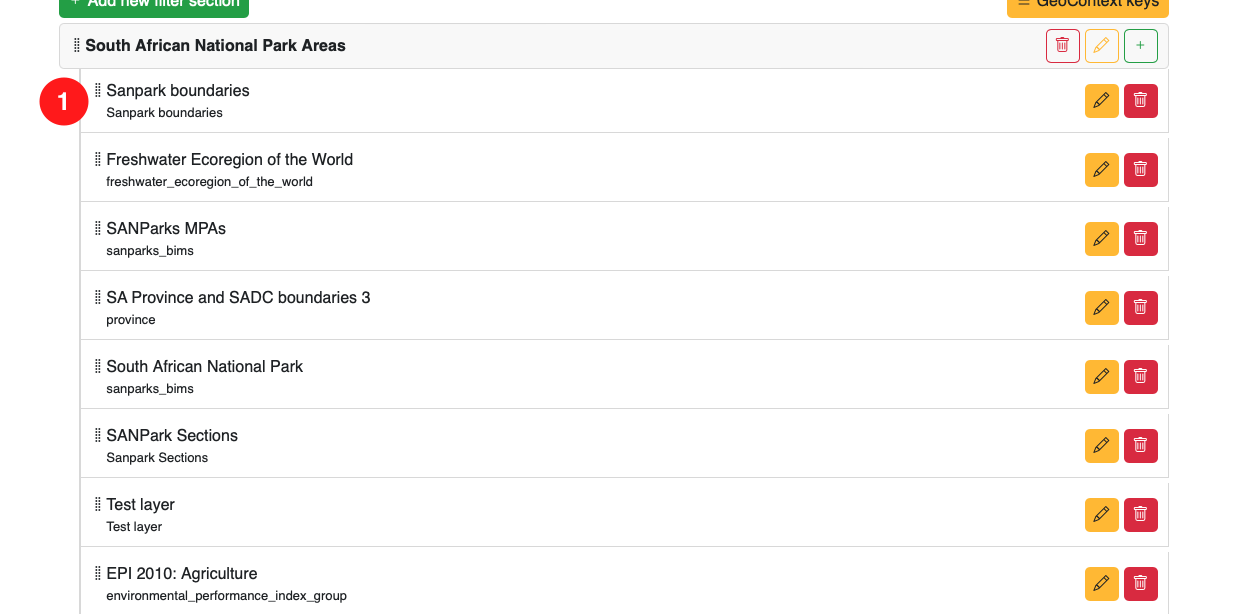 + Add new filter section
GeoContext keys
South African National Park Areas
+
1
Sanpark boundaries
Sanpark boundaries
Freshwater Ecoregion of the World
freshwater_ecoregion_of_the_world
SANParks MPAs
sanparks_bims
SA Province and SADC boundaries 3
province
South African National Park
sanparks_bims
SANPark Sections
Sanpark Sections
Test layer
Test layer
EPI 2010: Agriculture
environmental_performance_index_group